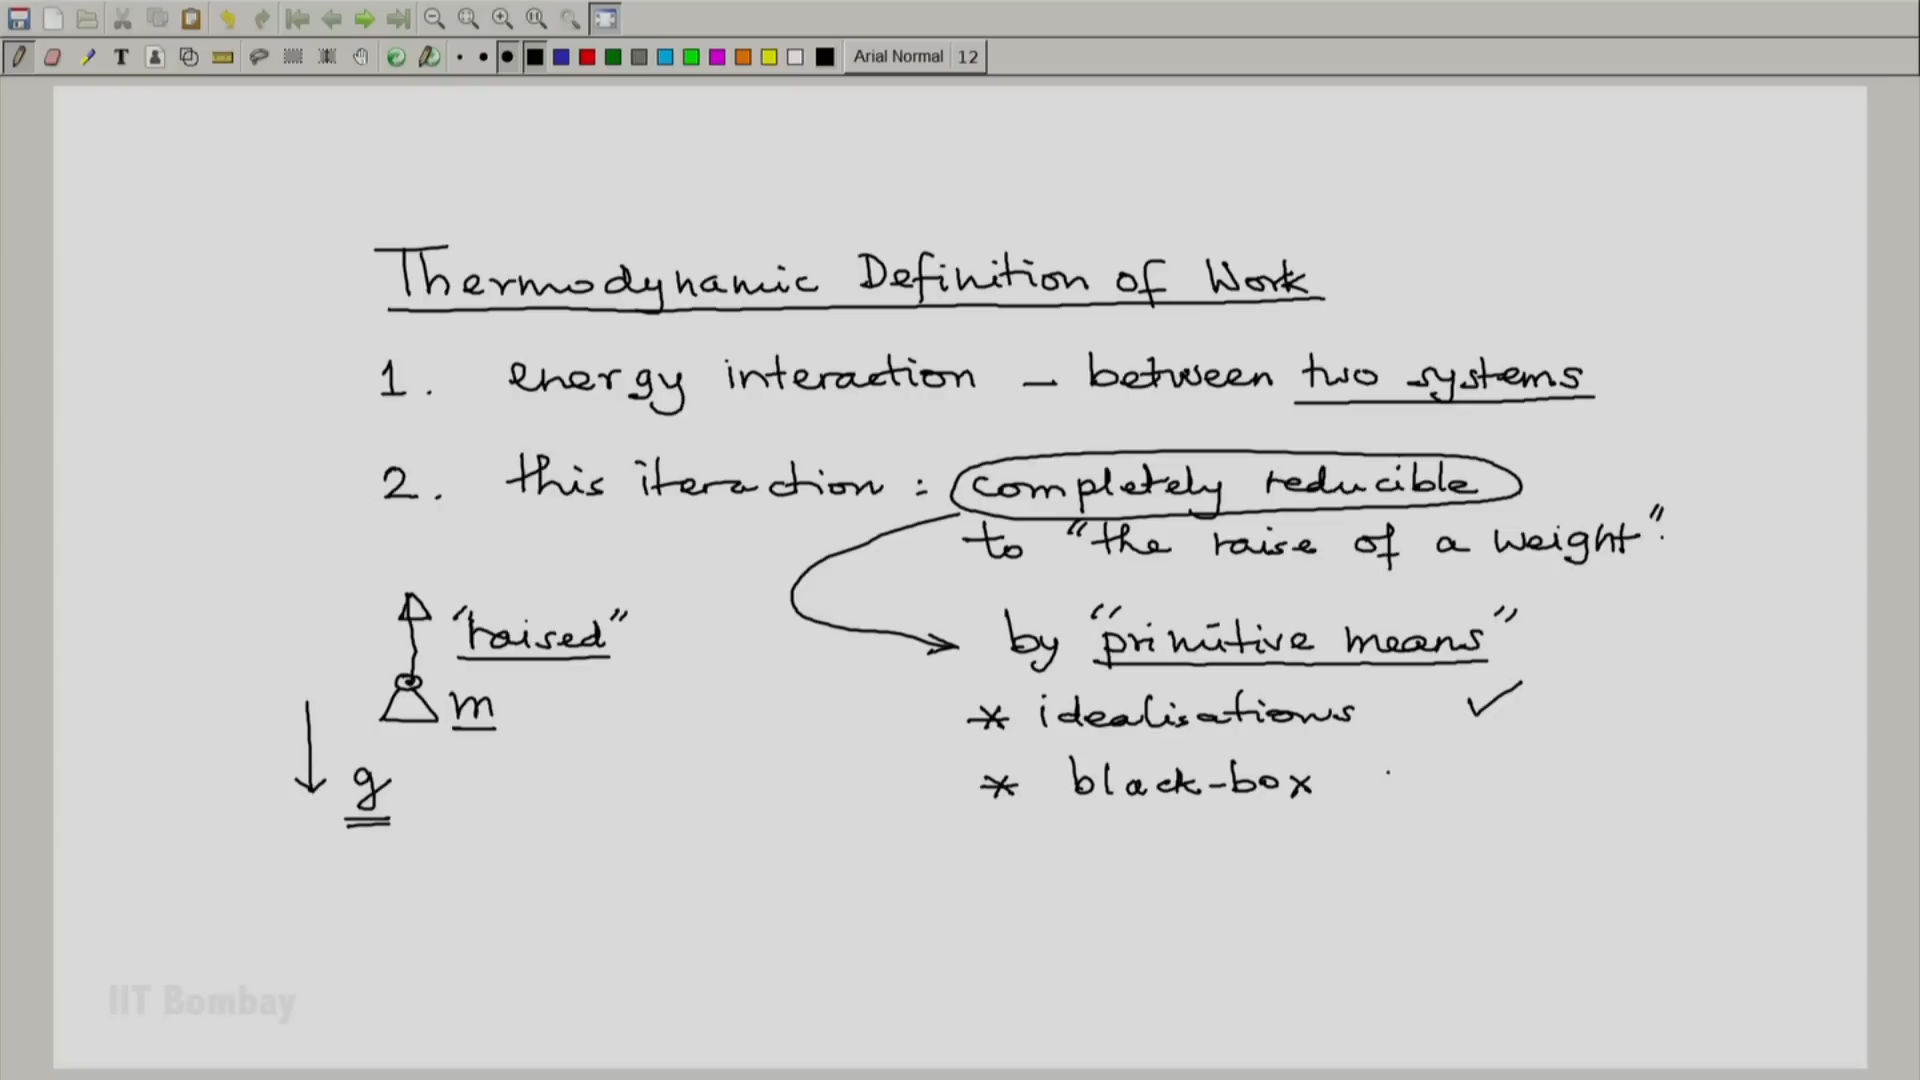 Arial Normal 12
Thermodynamic Definition of Work
1. energy interaction - between two systems
2. this iteraction : completely reducible
to "the raise of a weight".
"raised"
by "primitive means"
m
* idealisations ✓
g
* black-box
IIT Bombay